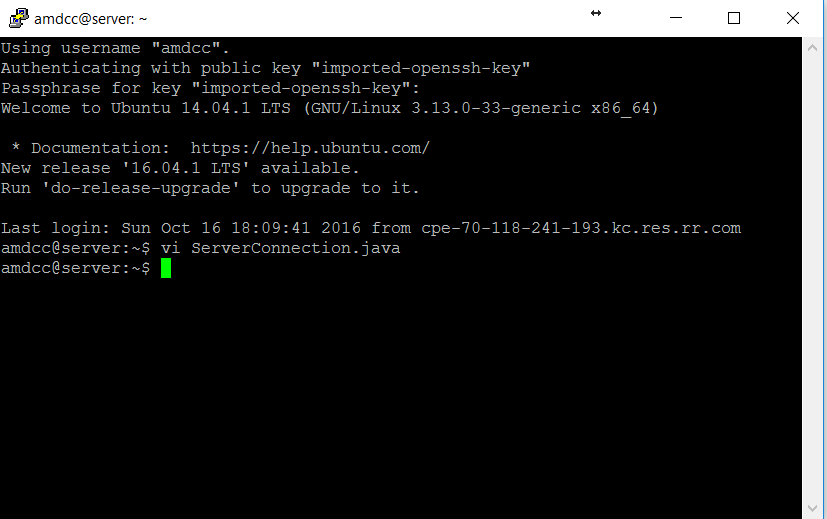 amdcc@server: ~
Using username "amdcc".
Authenticating with public key "imported-openssh-key"
Passphrase for key "imported-openssh-key":
Welcome to Ubuntu 14.04.1 LTS (GNU/Linux 3.13.0-33-generic x86_64)
 * Documentation:  https://help.ubuntu.com/
New release '16.04.1 LTS' available.
Run 'do-release-upgrade' to upgrade to it.
Last login: Sun Oct 16 18:09:41 2016 from cpe-70-118-241-193.kc.res.rr.com
amdcc@server:~$ vi ServerConnection.java
amdcc@server:~$